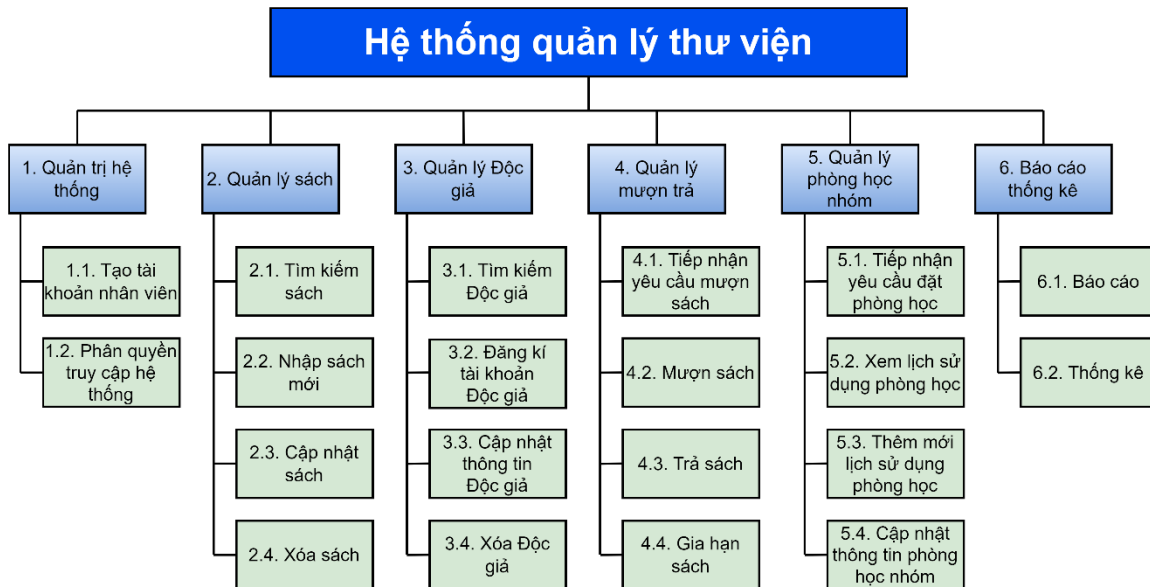 Hệ thống quản lý thư viện
1. Quản trị hệ
thống
2. Quản lý sách
3. Quản lý Độc
giả
4. Quản lý
mượn trả
5. Quản lý
phòng học
nhóm
6. Báo cáo
thống kê
1.1. Tạo tài
khoản nhân viên
1.2. Phân quyền
truy cập hệ
thống
2.1. Tìm kiếm
sách
2.2. Nhập sách
mới
2.3. Cập nhật
sách
2.4. Xóa sách
3.1. Tìm kiếm
Độc giả
3.2. Đăng kí
tài khoản
Độc giả
3.3. Cập nhật
thông tin
Độc giả
3.4. Xóa Độc
giả
4.1. Tiếp nhận
yêu cầu mượn
sách
4.2. Mượn sách
4.3. Trả sách
4.4. Gia hạn
sách
5.1. Tiếp nhận
yêu cầu đặt
phòng học
5.2. Xem lịch sử
dụng phòng học
5.3. Thêm mới
lịch sử dụng
phòng học
5.4. Cập nhật
thông tin phòng
học nhóm
6.1. Báo cáo
6.2. Thống kê